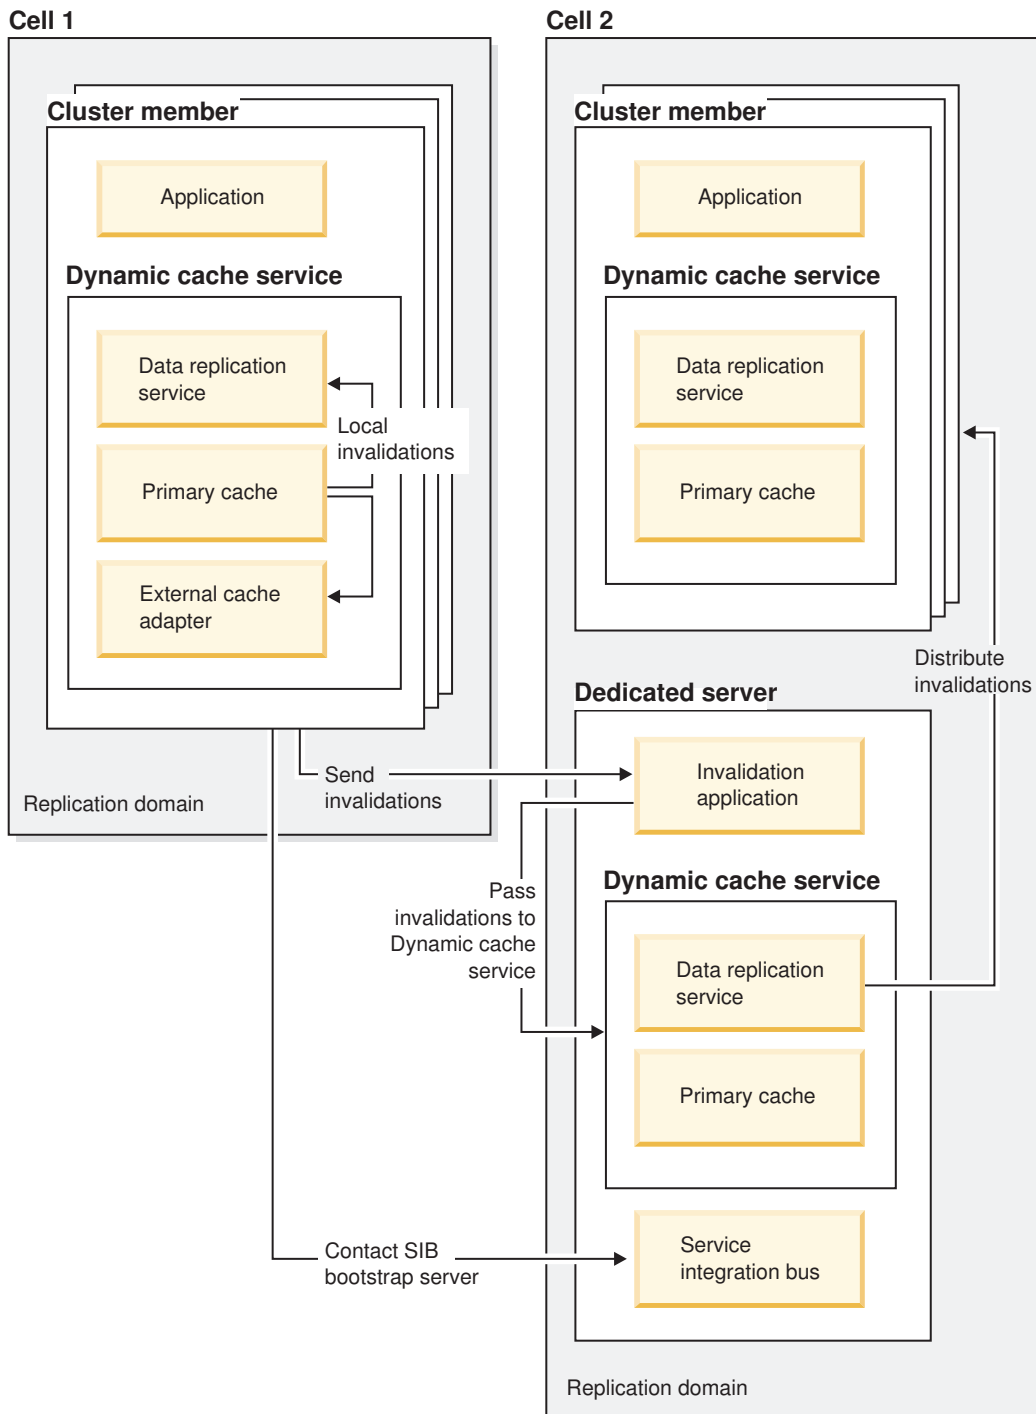 Cell 1
Cluster member
Application
Dynamic cache service
Data replication
service
Local
invalidations
Primary cache
External cache
adapter
Send
invalidations
Replication domain
Cell 2
Cluster member
Application
Dynamic cache service
Data replication
service
Primary cache
Distribute
invalidations
Dedicated server
Invalidation
application
Pass
invalidations to
Dynamic cache
service
Dynamic cache service
Data replication
service
Primary cache
Contact SIB
bootstrap server
Service
integration bus
Replication domain